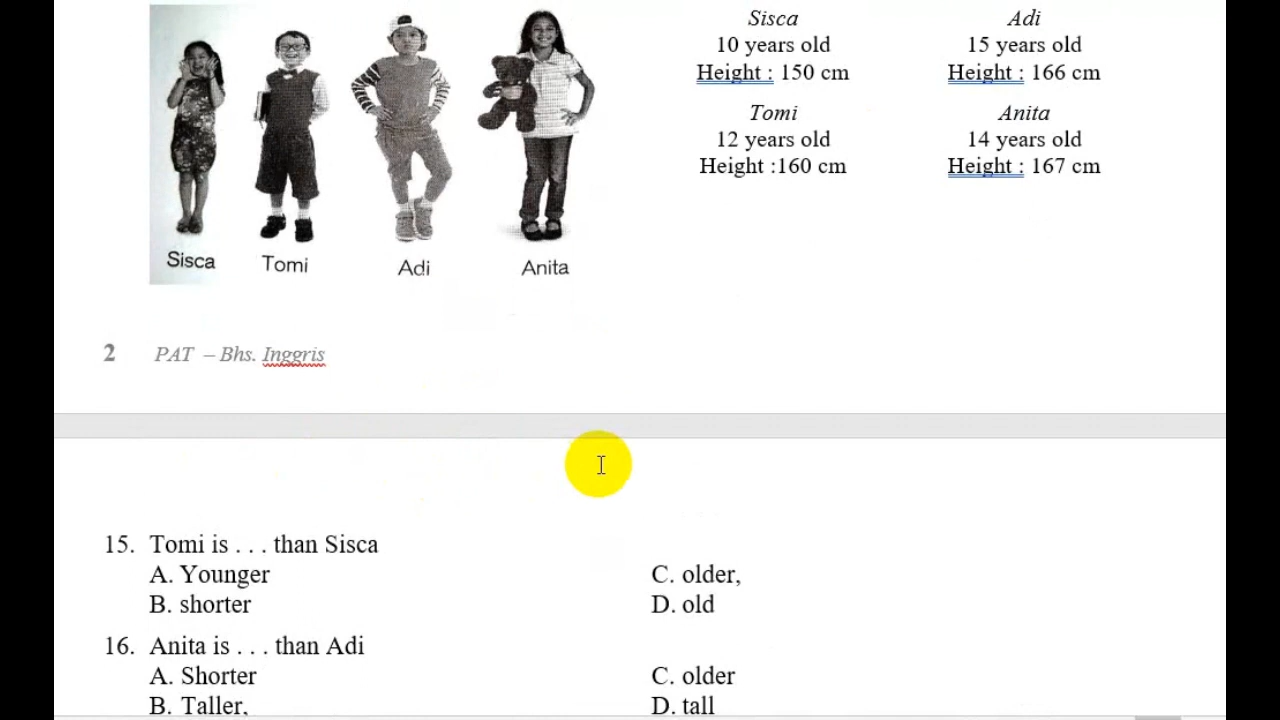 Sisca Adi
10 years old 15 years old
Height : 150 cm Height : 166 cm
Tomi Anita
12 years old 14 years old
Height :160 cm Height : 167 cm
Sisca Tomi Adi Anita
2 PAT – Bhs. Inggris
15. Tomi is . . . than Sisca
A. Younger C. older,
B. shorter D. old
16. Anita is . . . than Adi
A. Shorter C. older
B. Taller, D. tall